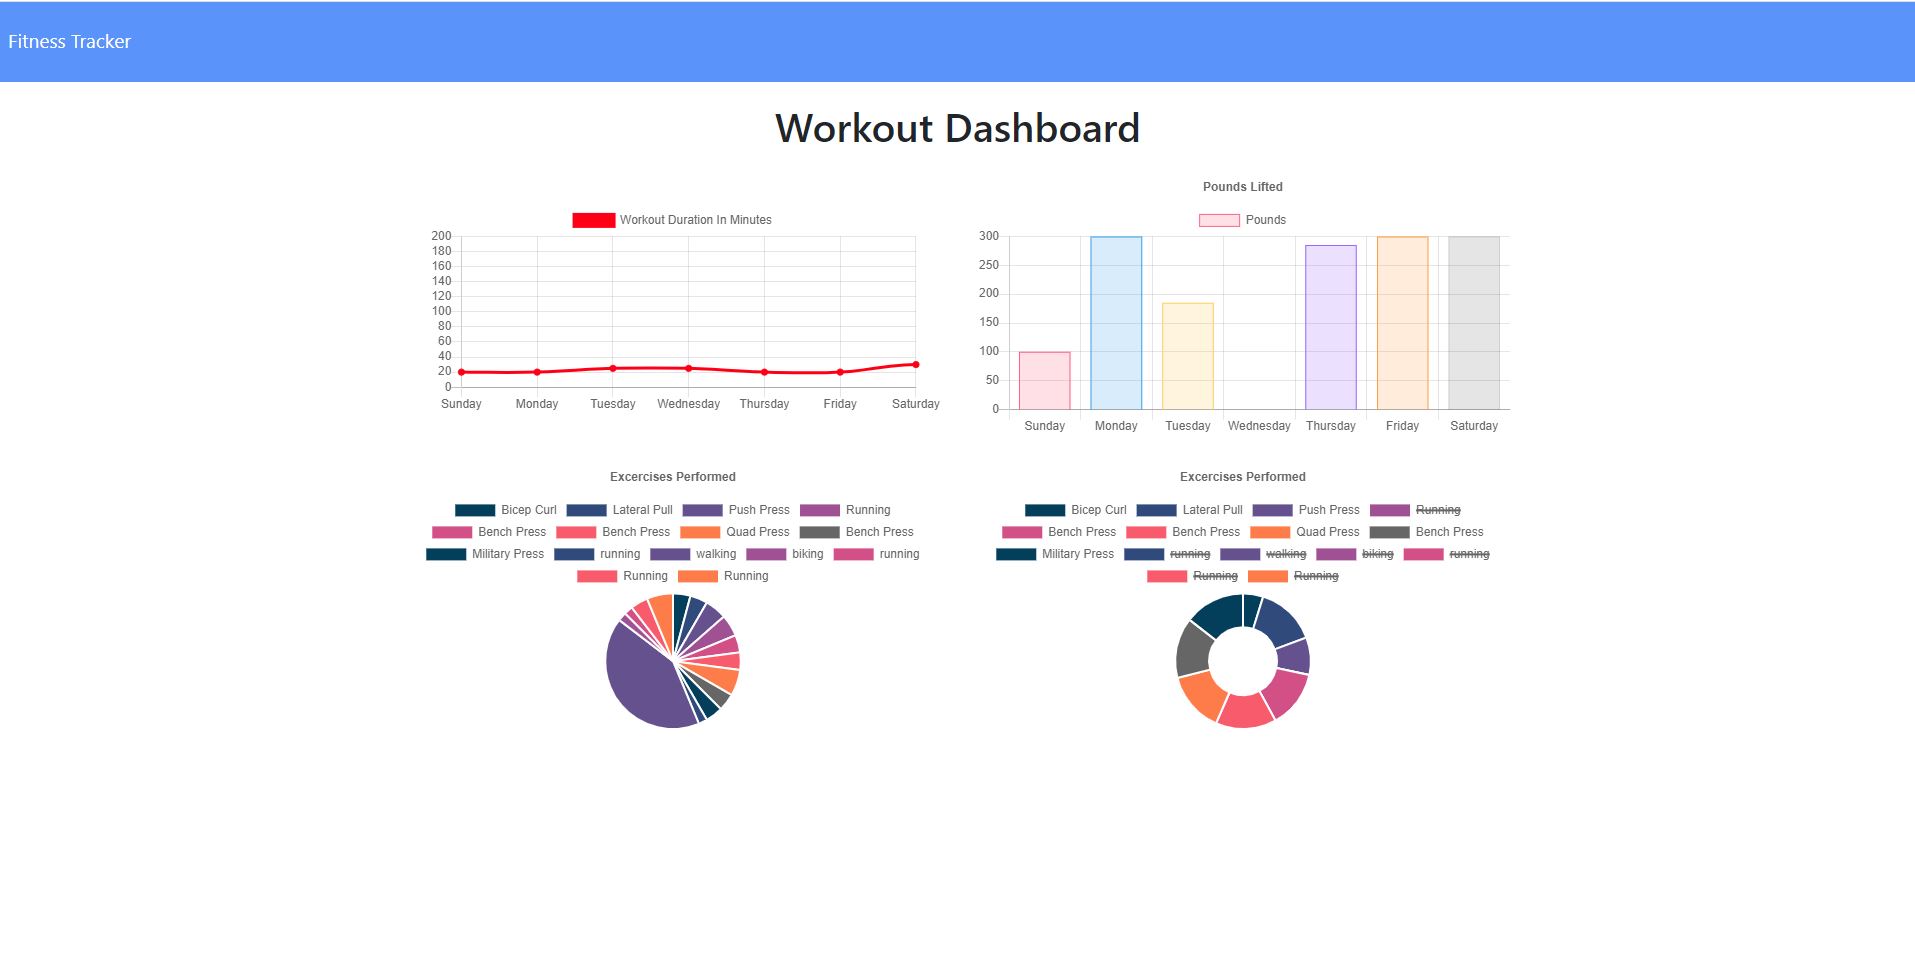 Fitness Tracker
Workout Dashboard
Workout Duration In Minutes
200
180
160
140
120
100
80
60
40
20
0
Sunday Monday Tuesday Wednesday Thursday Friday Saturday
Pounds Lifted
Pounds
300
250
200
150
100
50
0
Sunday Monday Tuesday Wednesday Thursday Friday Saturday
Excercises Performed
Bicep Curl Lateral Pull Push Press Running
Bench Press Bench Press Quad Press Bench Press
Military Press running walking biking running
Running Running
Excercises Performed
Bicep Curl Lateral Pull Push Press Running
Bench Press Bench Press Quad Press Bench Press
Military Press running walking biking running
Running Running